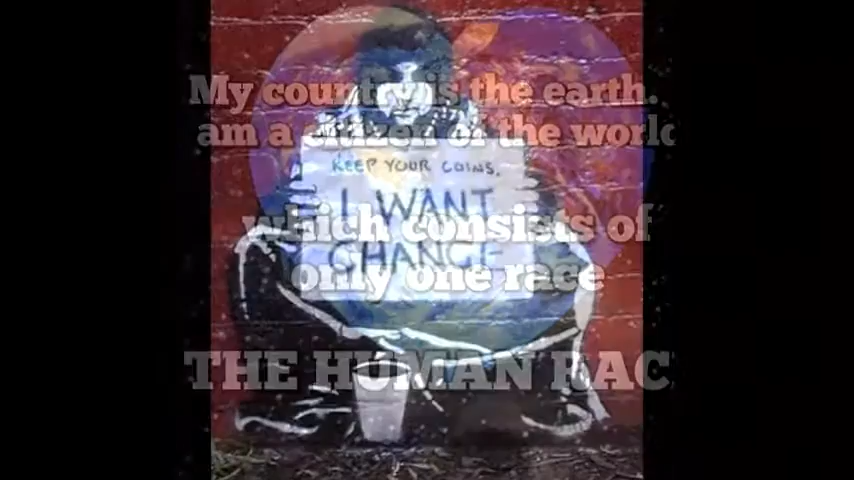 My country is the earth.
am a citizen of the world
KEEP YOUR COINS.
I WANT
CHANGE
which consists of
only one race
THE HUMAN RAC